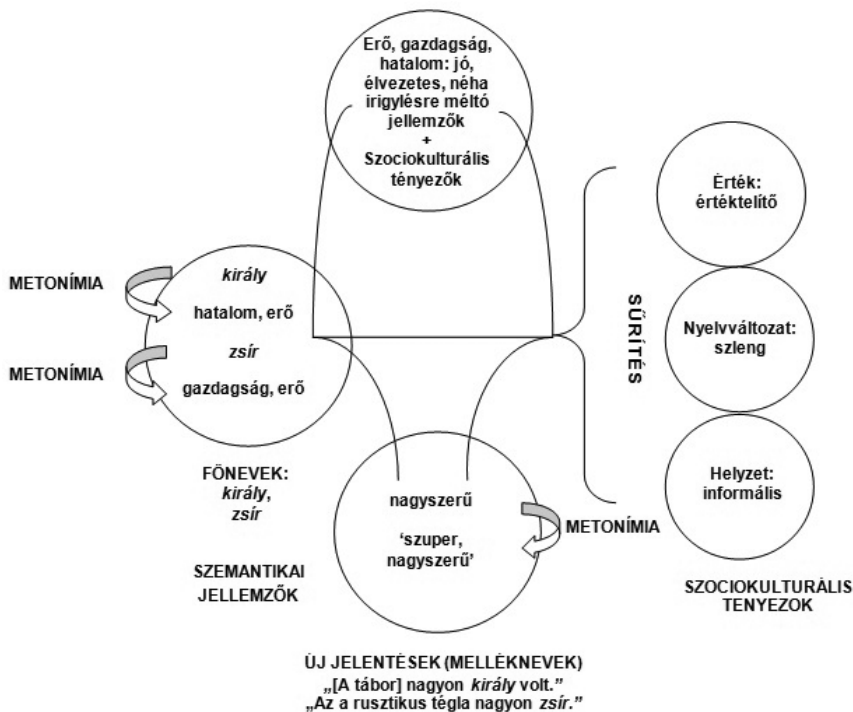 Erő, gazdagság,
hatalom: jó,
élvezetes, néha
irigylésre méltó
jellemzők
+
Szociokulturális
tényezők
METONÍMIA
király
hatalom, erő
METONÍMIA
zsír
gazdagság, erő
FŐNEVEK:
király,
zsír
SZEMANTIKAI
JELLEMZŐK
nagyszerű
‘szuper,
nagyszerű’
METONÍMIA
ÚJ JELENTÉSEK (MELLÉKNEVEK)
„[A tábor] nagyon király volt.”
„Az a rusztikus tégla nagyon zsír.”
SŰRÍTÉS
Érték:
értéktelítő
Nyelvváltozat:
szleng
Helyzet:
informális
SZOCIOKULTURÁLIS
TENYEZOK